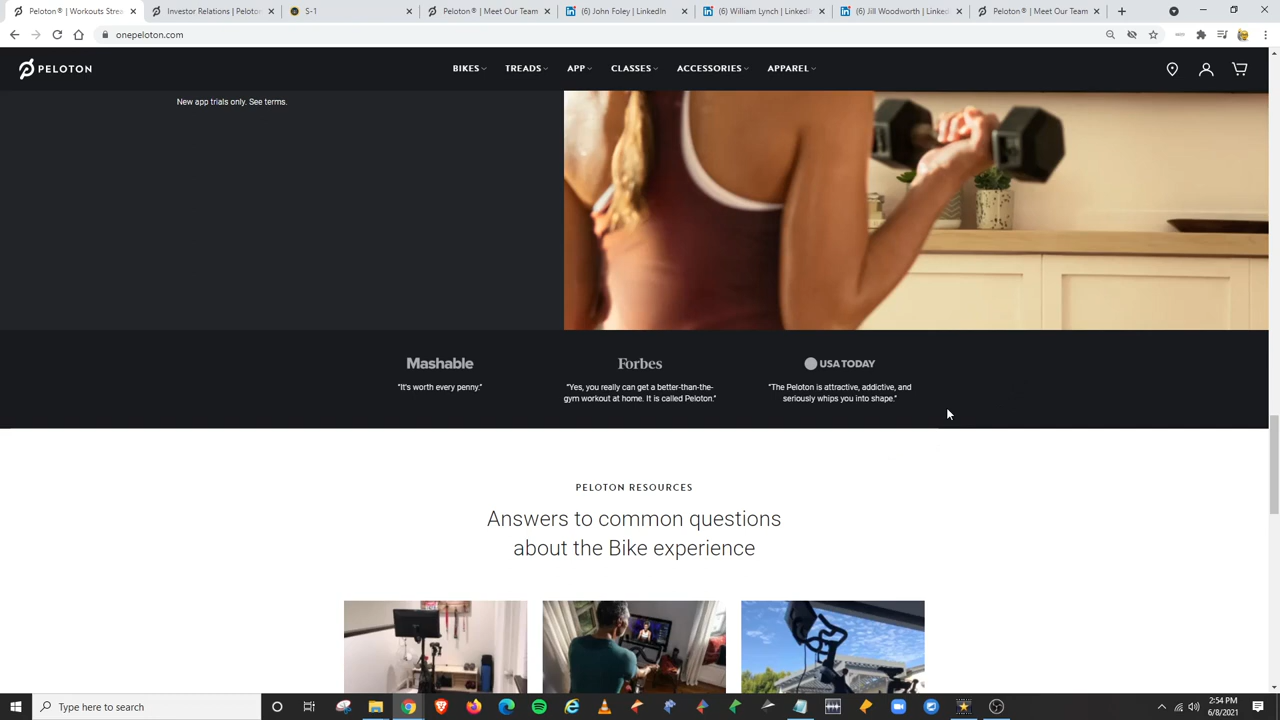 Peloton® | Workouts Strea
Investor Relations | Peloton
S-1
Peloton® | Meet Our Team
(6) John Foley | LinkedIn
(6) William Lynch | LinkedIn
(6) Jill Woodworth | Linked
Peloton® | Meet Our Team
onepeloton.com
PELOTON
BIKES
TREADS
APP
CLASSES
ACCESSORIES
APPAREL
New app trials only. See terms.
Mashable
"It's worth every penny."
Forbes
"Yes, you really can get a better-than-the-
gym workout at home. It is called Peloton."
USA TODAY
"The Peloton is attractive, addictive, and
seriously whips you into shape."
PELOTON RESOURCES
Answers to common questions
about the Bike experience
Type here to search
2:54 PM
6/8/2021